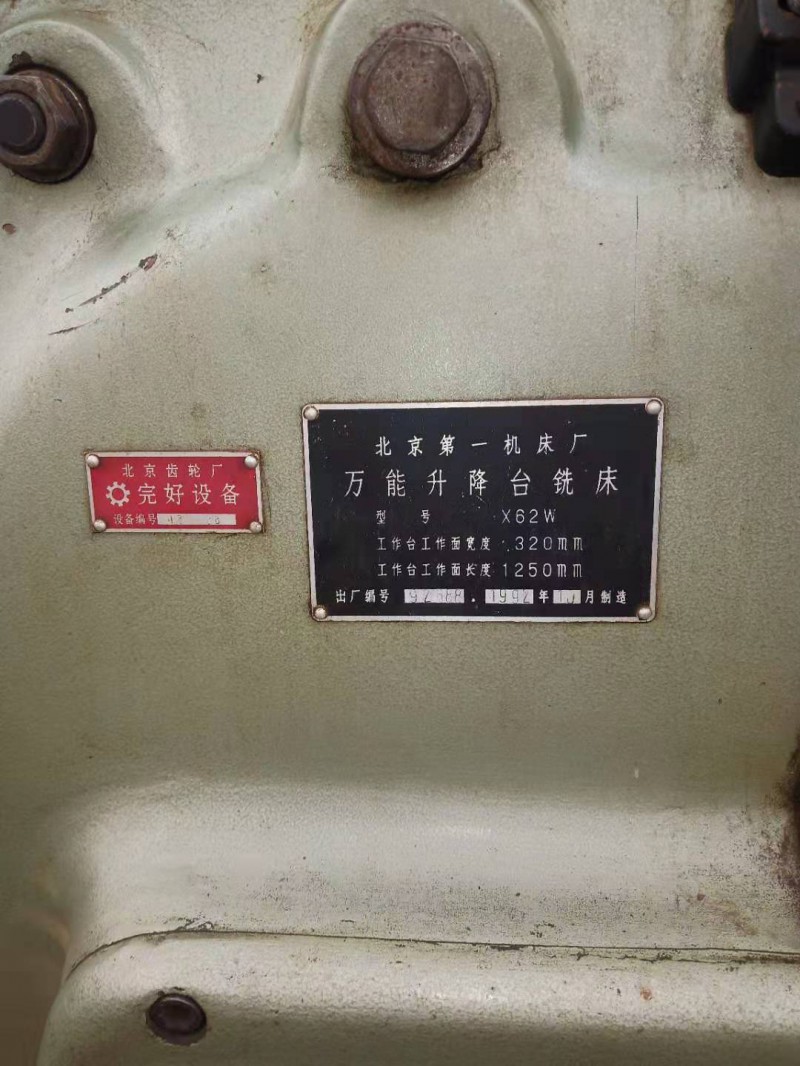 北京齿轮厂
完好设备
设备编号
北京第一机床厂
万能升降台铣床
型号 X62W
工作台工作面宽度 320mm
工作台工作面长度 1250mm
出厂编号 1992年 月制造